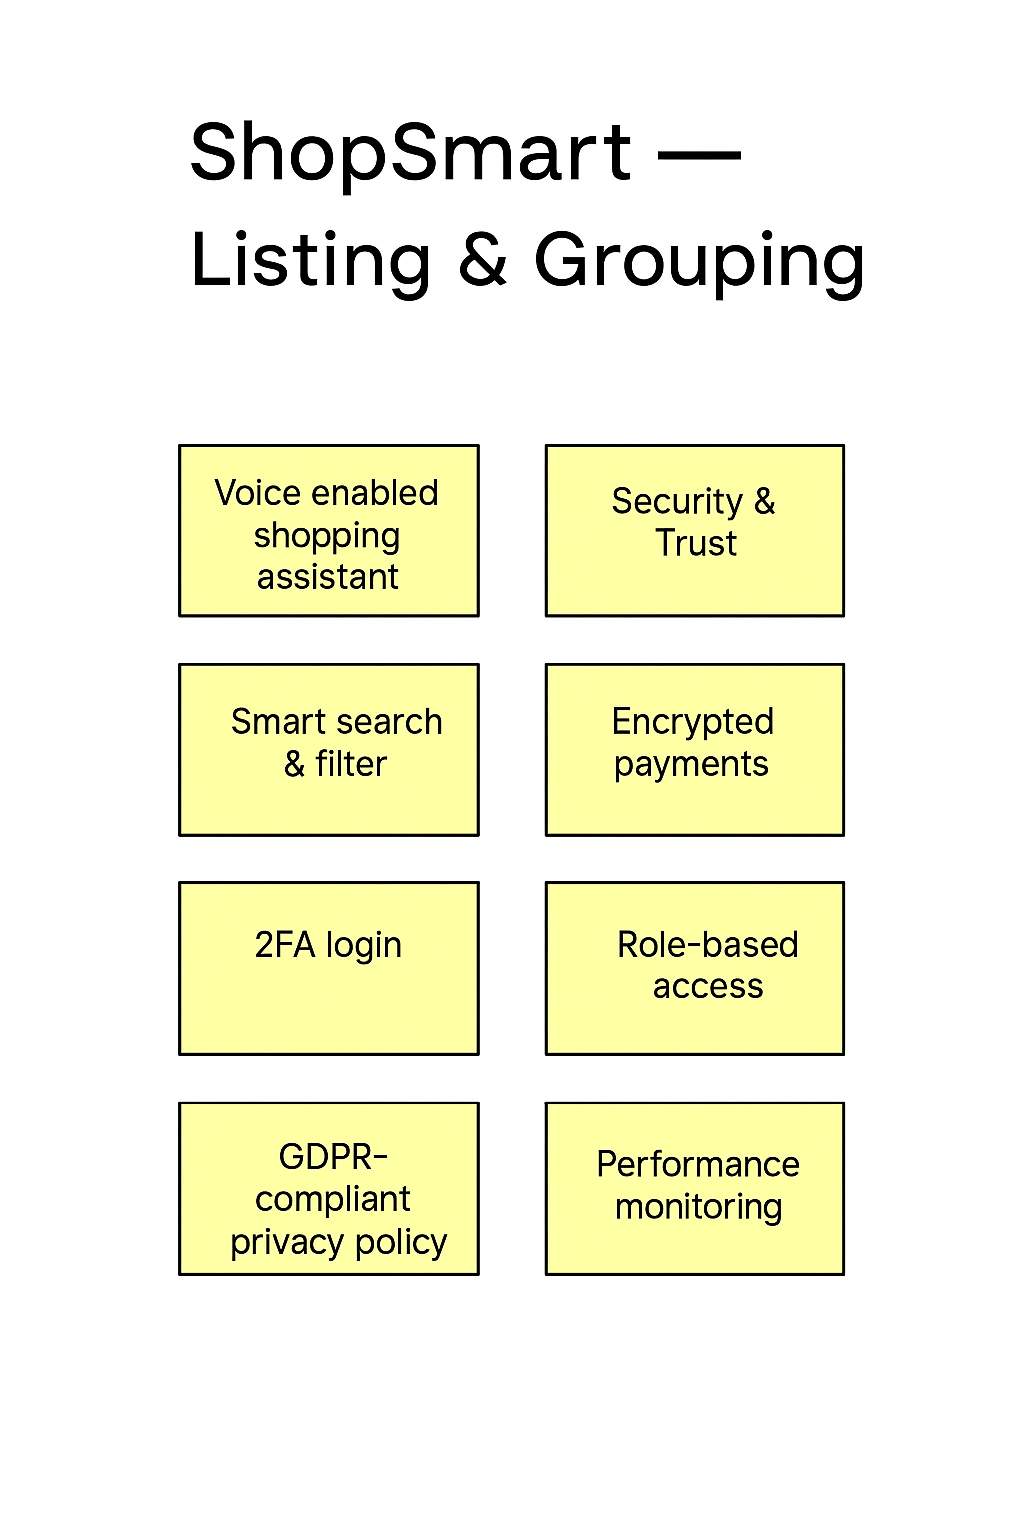 ShopSmart —
Listing & Grouping
Voice enabled
shopping
assistant
Security &
Trust
Smart search
& filter
Encrypted
payments
2FA login
Role-based
access
GDPR-
compliant
privacy policy
Performance
monitoring